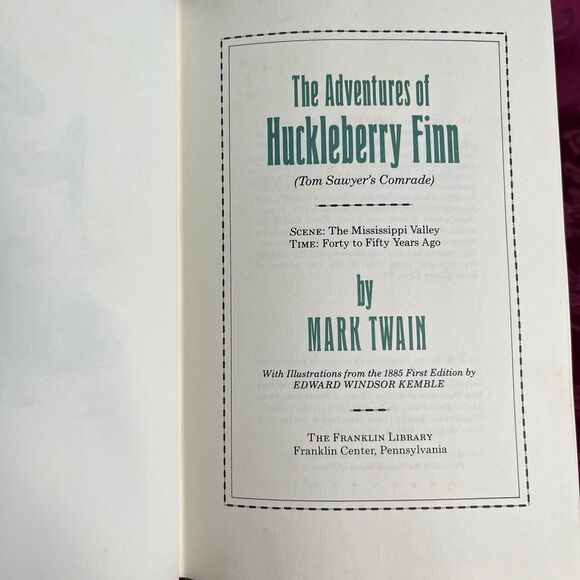 The Adventures of
Huckleberry Finn
(Tom Sawyer's Comrade)
SCENE: The Mississippi Valley
TIME: Forty to Fifty Years Ago
by
MARK TWAIN
With Illustrations from the 1885 First Edition by
EDWARD WINDSOR KEMBLE
THE FRANKLIN LIBRARY
Franklin Center, Pennsylvania